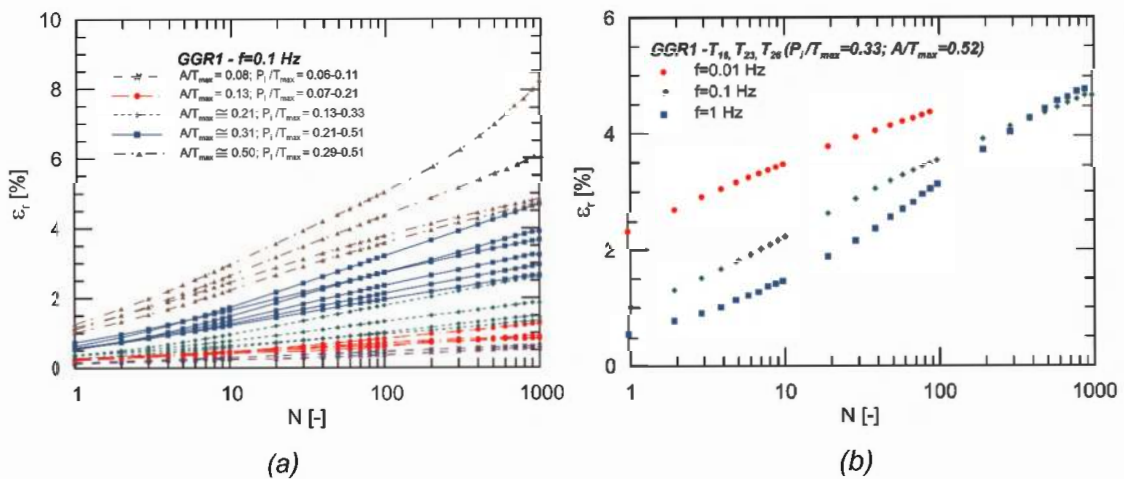 10
8
6
4
2
0
εr [%]
GGR1 - f=0.1 Hz
A/Tmax = 0.08; Pi /Tmax = 0.06-0.11
A/Tmax = 0.13; Pi /Tmax = 0.07-0.21
A/Tmax ≅ 0.21; Pi /Tmax = 0.13-0.33
A/Tmax ≅ 0.31; Pi /Tmax = 0.21-0.51
A/Tmax ≅ 0.50; Pi /Tmax = 0.29-0.51
1
10
100
1000
N [-]
(a)
6
4
2
0
εr [%]
GGR1 - T18, T23, T26 (Pi /Tmax=0.33; A/Tmax=0.52)
f=0.01 Hz
f=0.1 Hz
f=1 Hz
1
10
100
1000
N [-]
(b)